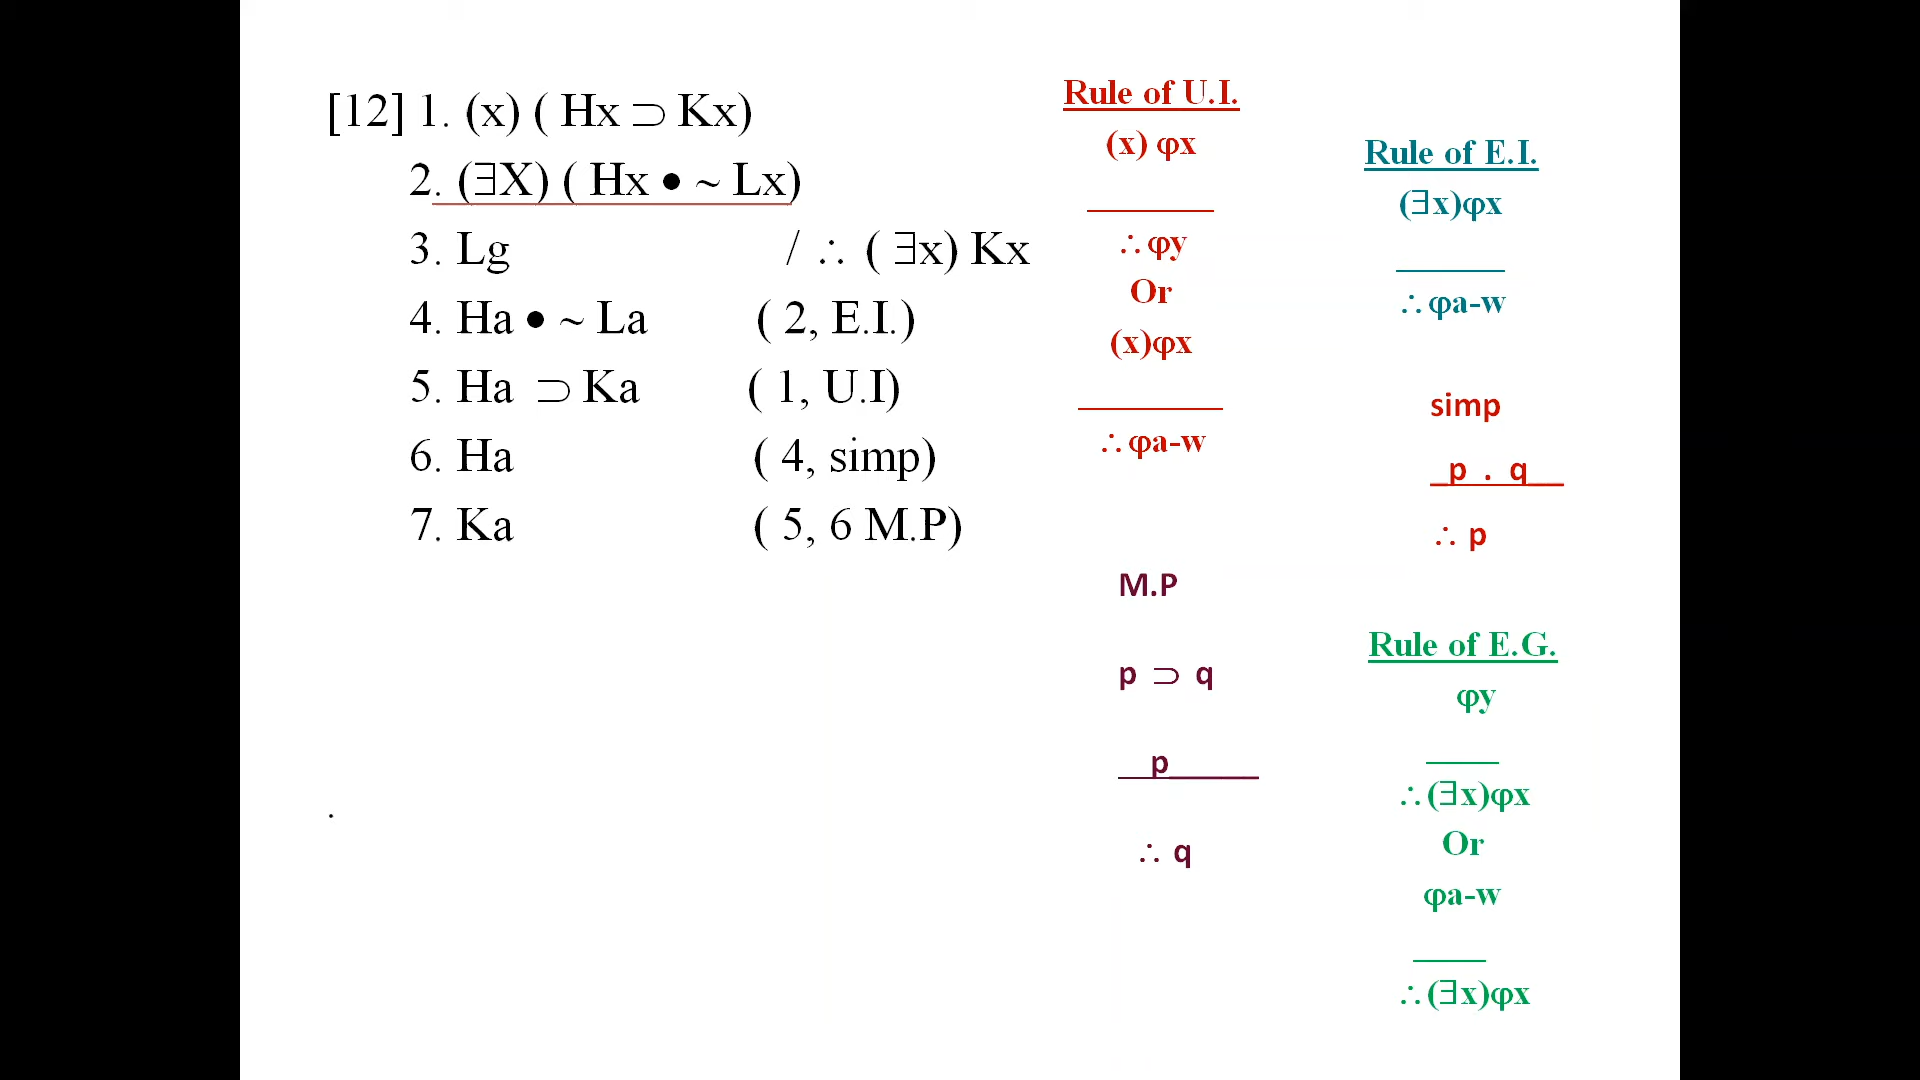 [12] 1. (x) ( Hx ⊃ Kx)
2. (∃X) ( Hx • ~ Lx)
3. Lg / ∴ ( ∃x) Kx
4. Ha • ~ La ( 2, E.I.)
5. Ha ⊃ Ka ( 1, U.I)
6. Ha ( 4, simp)
7. Ka ( 5, 6 M.P)
.
Rule of U.I.
(x) φx
∴φy
Or
(x)φx
∴φa-w
M.P
p ⊃ q
p
∴ q
Rule of E.I.
(∃x)φx
∴φa-w
simp
p . q
∴ p
Rule of E.G.
φy
∴(∃x)φx
Or
φa-w
∴(∃x)φx